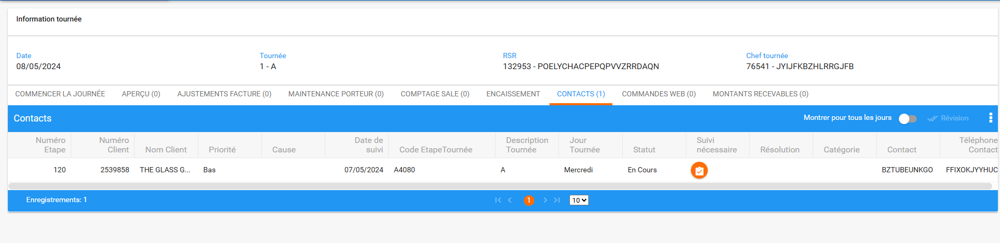 Information tournée
Date
Tournée
RSR
Chef tournée
08/05/2024
1 - A
132953 - POELYCHACPEPQPVVZRRDAQN
76541 - JYIJFKBZHLRRGJFB
COMMENCER LA JOURNÉE
APERÇU (0)
AJUSTEMENTS FACTURE (0)
MAINTENANCE PORTEUR (0)
COMPTAGE SALE (0)
ENCAISSEMENT
CONTACTS (1)
COMMANDES WEB (0)
MONTANTS RECEVABLES (0)
Contacts
Montrer pour tous les jours
Révision
Numéro
Etape
Numéro
Client
Nom Client
Priorité
Cause
Date de
suivi
Code EtapeTournée
Description
Tournée
Jour
Tournée
Statut
Suivi
nécessaire
Résolution
Catégorie
Contact
Téléphone
Contact
120
2539858
THE GLASS G...
Bas
07/05/2024
A4080
A
Mercredi
En Cours
BZTUBEUNKGO
FFIXOKJYYHUC
Enregistrements: 1
1
10